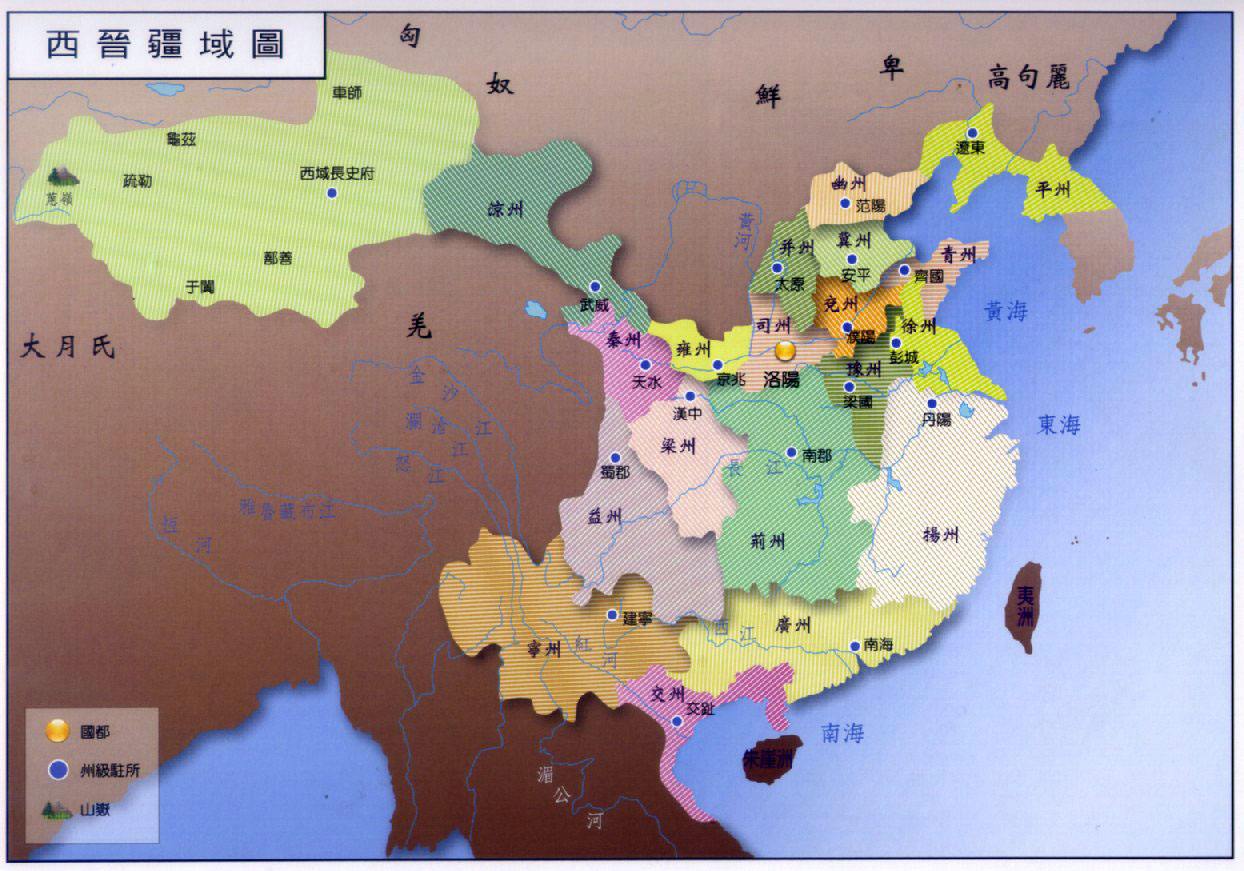 西晉疆域圖
匈
奴
鮮
卑
高句麗
車師
龜茲
疏勒
蔥嶺
西域長史府
鄯善
于闐
大月氏
羌
涼州
武威
遼東
平州
幽州
范陽
黃河
并州
太原
冀州
安平
青州
齊國
兗州
濮陽
司州
洛陽
徐州
彭城
豫州
梁國
黃海
東海
秦州
天水
雍州
京兆
漢中
梁州
丹陽
揚州
南郡
長江
荊州
蜀郡
益州
金沙江
瀾滄江
怒江
雅魯藏布江
恒河
建寧
寧州
紅河
西江
廣州
南海
夷洲
交州
交趾
朱崖洲
南海
湄公河
國都
州級駐所
山嶽